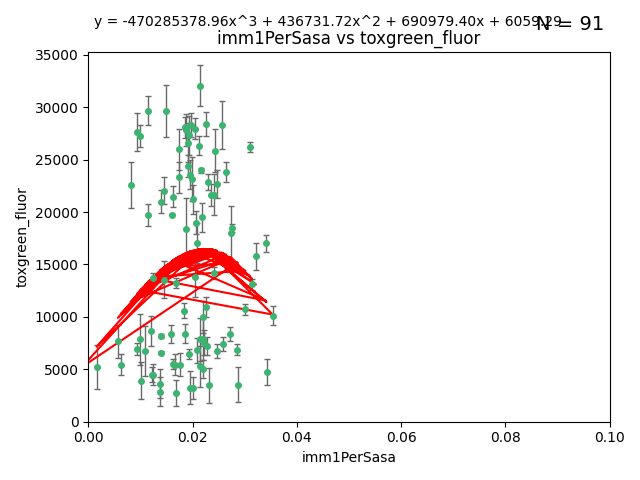 y = -470285378.96x^3 + 436731.72x^2 + 690979.40x + 6059.29
N = 91
imm1PerSasa vs toxgreen_fluor
35000
30000
25000
20000
15000
10000
5000
0
toxgreen_fluor
0.00 0.02 0.04 0.06 0.08 0.10
imm1PerSasa